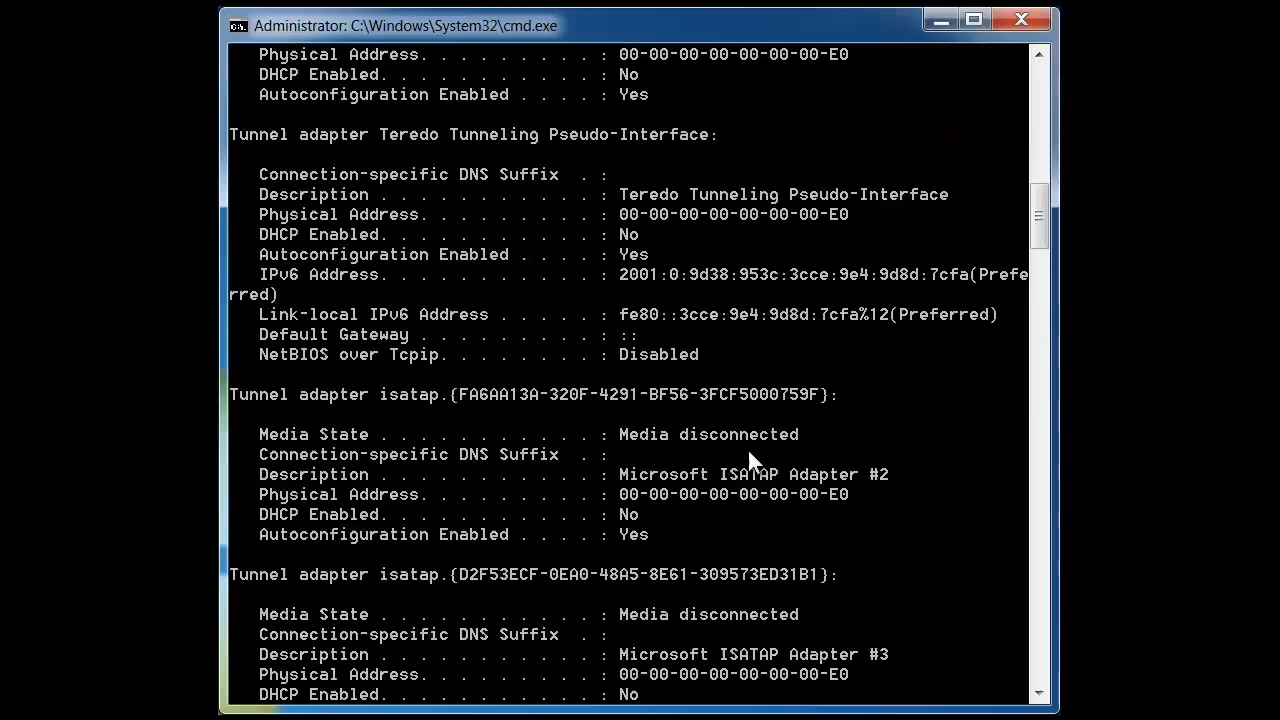 Administrator: C:\Windows\System32\cmd.exe
Physical Address. . . . . . . . . : 00-00-00-00-00-00-00-E0
DHCP Enabled. . . . . . . . . . . : No
Autoconfiguration Enabled . . . . : Yes
Tunnel adapter Teredo Tunneling Pseudo-Interface:
Connection-specific DNS Suffix  . :
Description . . . . . . . . . . . : Teredo Tunneling Pseudo-Interface
Physical Address. . . . . . . . . : 00-00-00-00-00-00-00-E0
DHCP Enabled. . . . . . . . . . . : No
Autoconfiguration Enabled . . . . : Yes
IPv6 Address. . . . . . . . . . . : 2001:0:9d38:953c:3cce:9e4:9d8d:7cfa(Prefe
rred)
Link-local IPv6 Address . . . . . : fe80::3cce:9e4:9d8d:7cfa%12(Preferred)
Default Gateway . . . . . . . . . : ::
NetBIOS over Tcpip. . . . . . . . : Disabled
Tunnel adapter isatap.{FA6AA13A-320F-4291-BF56-3FCF5000759F}:
Media State . . . . . . . . . . . : Media disconnected
Connection-specific DNS Suffix  . :
Description . . . . . . . . . . . : Microsoft ISATAP Adapter #2
Physical Address. . . . . . . . . : 00-00-00-00-00-00-00-E0
DHCP Enabled. . . . . . . . . . . : No
Autoconfiguration Enabled . . . . : Yes
Tunnel adapter isatap.{D2F53ECF-0EA0-48A5-8E61-309573ED31B1}:
Media State . . . . . . . . . . . : Media disconnected
Connection-specific DNS Suffix  . :
Description . . . . . . . . . . . : Microsoft ISATAP Adapter #3
Physical Address. . . . . . . . . : 00-00-00-00-00-00-00-E0
DHCP Enabled. . . . . . . . . . . : No